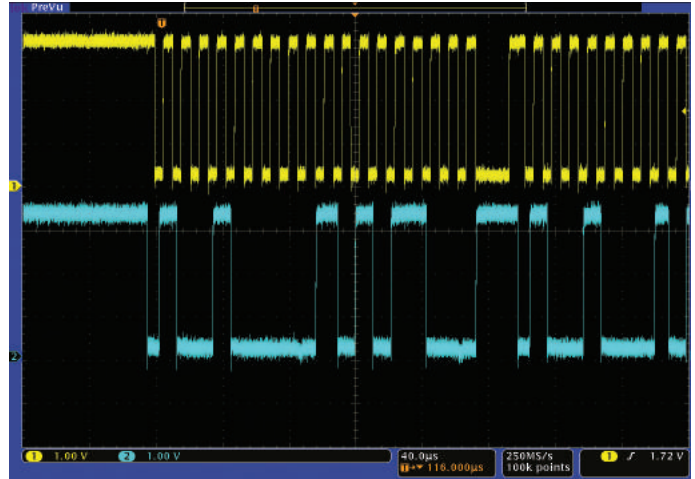 PreVu
T
1
2
1 1.00 V 2 1.00 V
40.0µs
T→▼ 116.000µs
250MS/s
100k points
1 ƒ 1.72 V